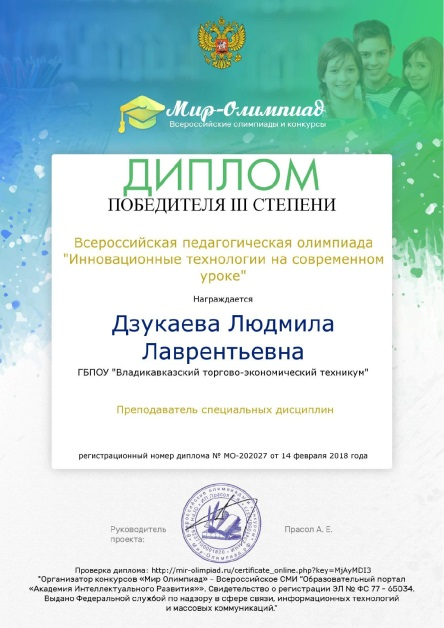 Мир-Олимпиад
Всероссийские олимпиады и конкурсы
ДИПЛОМ
ПОБЕДИТЕЛЯ III СТЕПЕНИ
Всероссийская педагогическая олимпиада
"Инновационные технологии на современном
уроке"
Награждается
Дзукаева Людмила
Лаврентьевна
ГБПОУ "Владикавказский торгово-экономический техникум"
Преподаватель специальных дисциплин
регистрационный номер диплома № МО-202027 от 14 февраля 2018 года
Руководитель
проекта:
Прасол А. Е.
Проверка диплома: http://mir-olimpiad.ru/certificate_online.php?key=MjAyMDI3
"Организатор конкурсов «Мир Олимпиад» - Всероссийское СМИ "Образовательный портал
«Академия Интеллектуального Развития»». Свидетельство о регистрации ЭЛ № ФС 77 - 65034.
Выдано Федеральной службой по надзору в сфере связи, информационных технологий
и массовых коммуникаций."